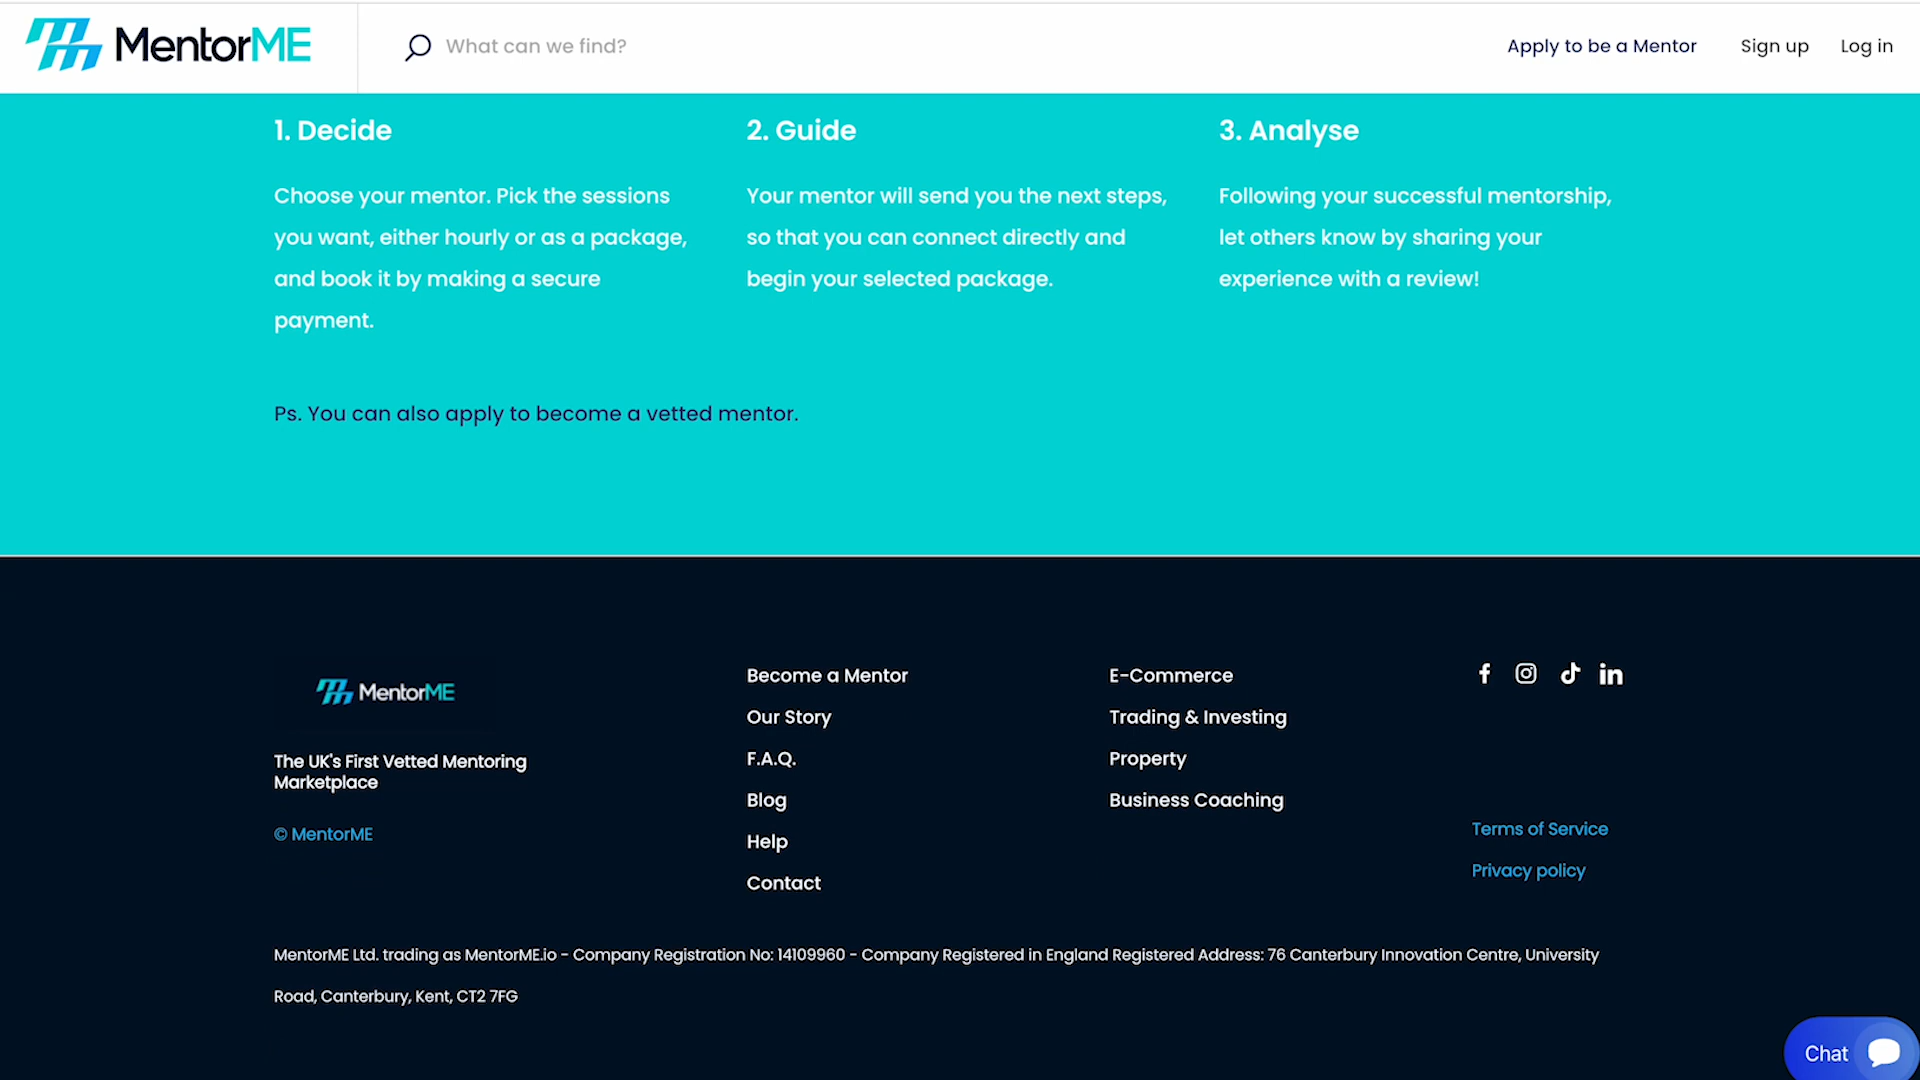 MentorME
What can we find?
Apply to be a Mentor
Sign up
Log in
1. Decide
Choose your mentor. Pick the sessions
you want, either hourly or as a package,
and book it by making a secure
payment.
2. Guide
Your mentor will send you the next steps,
so that you can connect directly and
begin your selected package.
3. Analyse
Following your successful mentorship,
let others know by sharing your
experience with a review!
Ps. You can also apply to become a vetted mentor.
MentorME
The UK's First Vetted Mentoring
Marketplace
© MentorME
Become a Mentor
Our Story
F.A.Q.
Blog
Help
Contact
E-Commerce
Trading & Investing
Property
Business Coaching
Terms of Service
Privacy policy
MentorME Ltd. trading as MentorME.io - Company Registration No: 14109960 - Company Registered in England Registered Address: 76 Canterbury Innovation Centre, University
Road, Canterbury, Kent, CT2 7FG
Chat